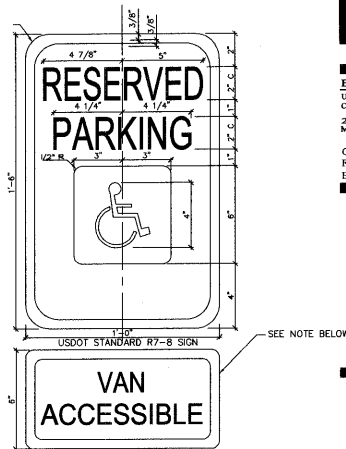 3/8"
3/8"
4 7/8" 5"
2"
RESERVED
2" C
4 1/4" 4 1/4"
1"
PARKING
2" C
1/2" R 3" 3"
1"
1'-6"
4"
6"
4"
1'-0"
USDOT STANDARD R7-8 SIGN
SEE NOTE BELOW
6"
VAN
ACCESSIBLE